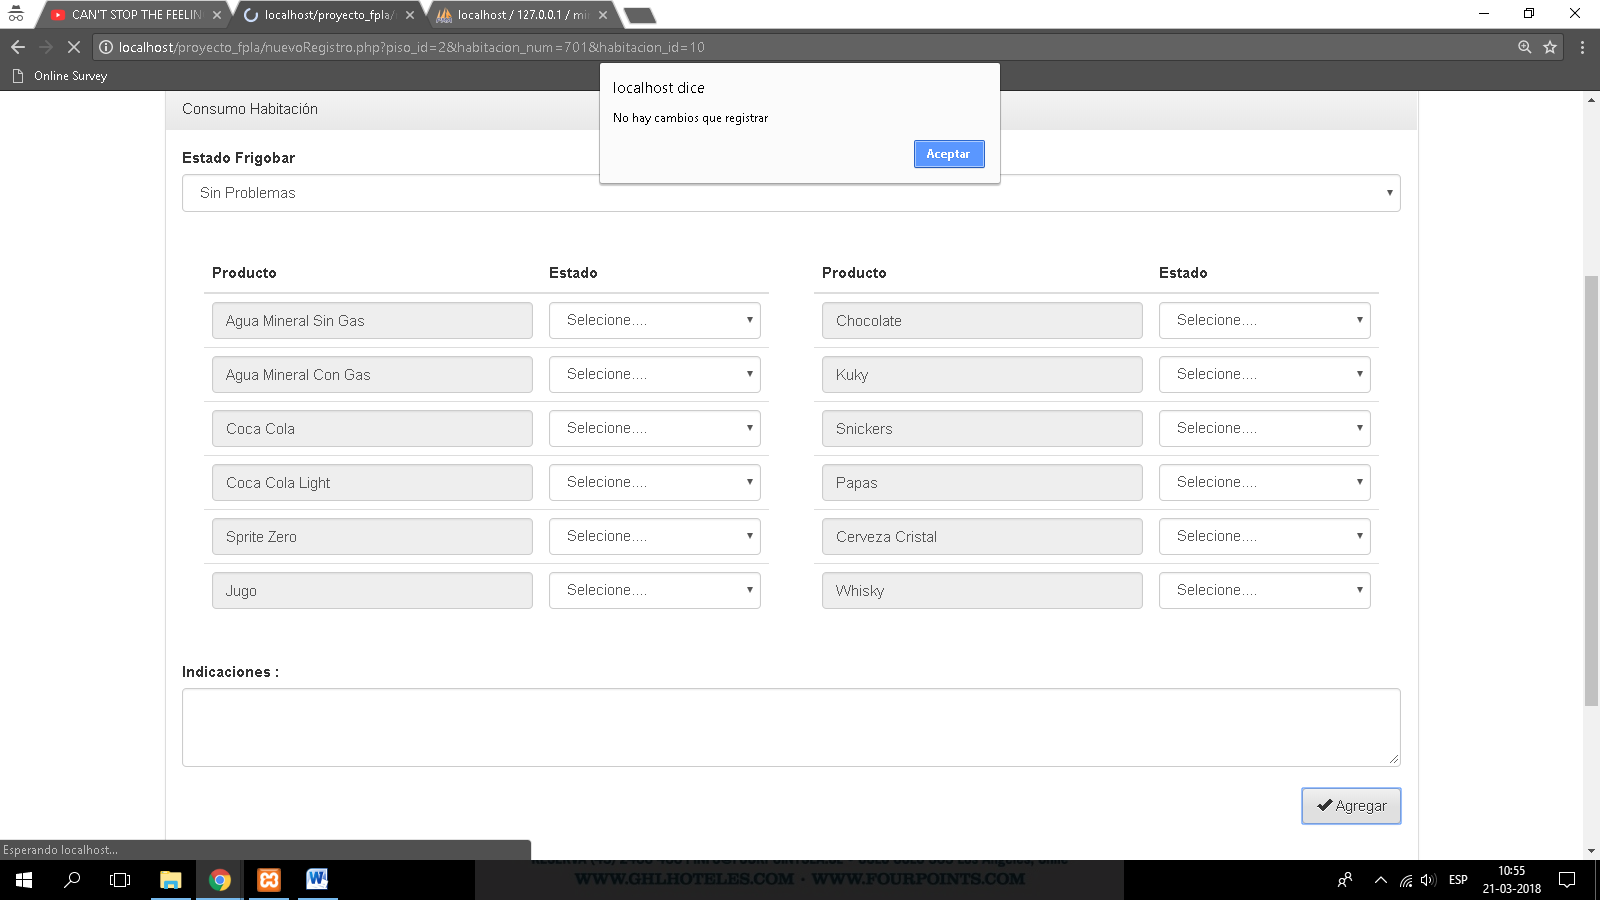 CAN'T STOP THE FEELIN
localhost/proyecto_fpla/
localhost / 127.0.0.1 / mi
localhost/proyecto_fpla/nuevoRegistro.php?piso_id=2&habitacion_num=701&habitacion_id=10
Online Survey
localhost dice
No hay cambios que registrar
Aceptar
Consumo Habitación
Estado Frigobar
Sin Problemas
Producto Estado Producto Estado
Agua Mineral Sin Gas Selecione.... Chocolate Selecione....
Agua Mineral Con Gas Selecione.... Kuky Selecione....
Coca Cola Selecione.... Snickers Selecione....
Coca Cola Light Selecione.... Papas Selecione....
Sprite Zero Selecione.... Cerveza Cristal Selecione....
Jugo Selecione.... Whisky Selecione....
Indicaciones :
Agregar
Esperando localhost...
WWW.GHLHOTELES.COM · WWW.FOURPOINTS.COM
ESP
10:55
21-03-2018